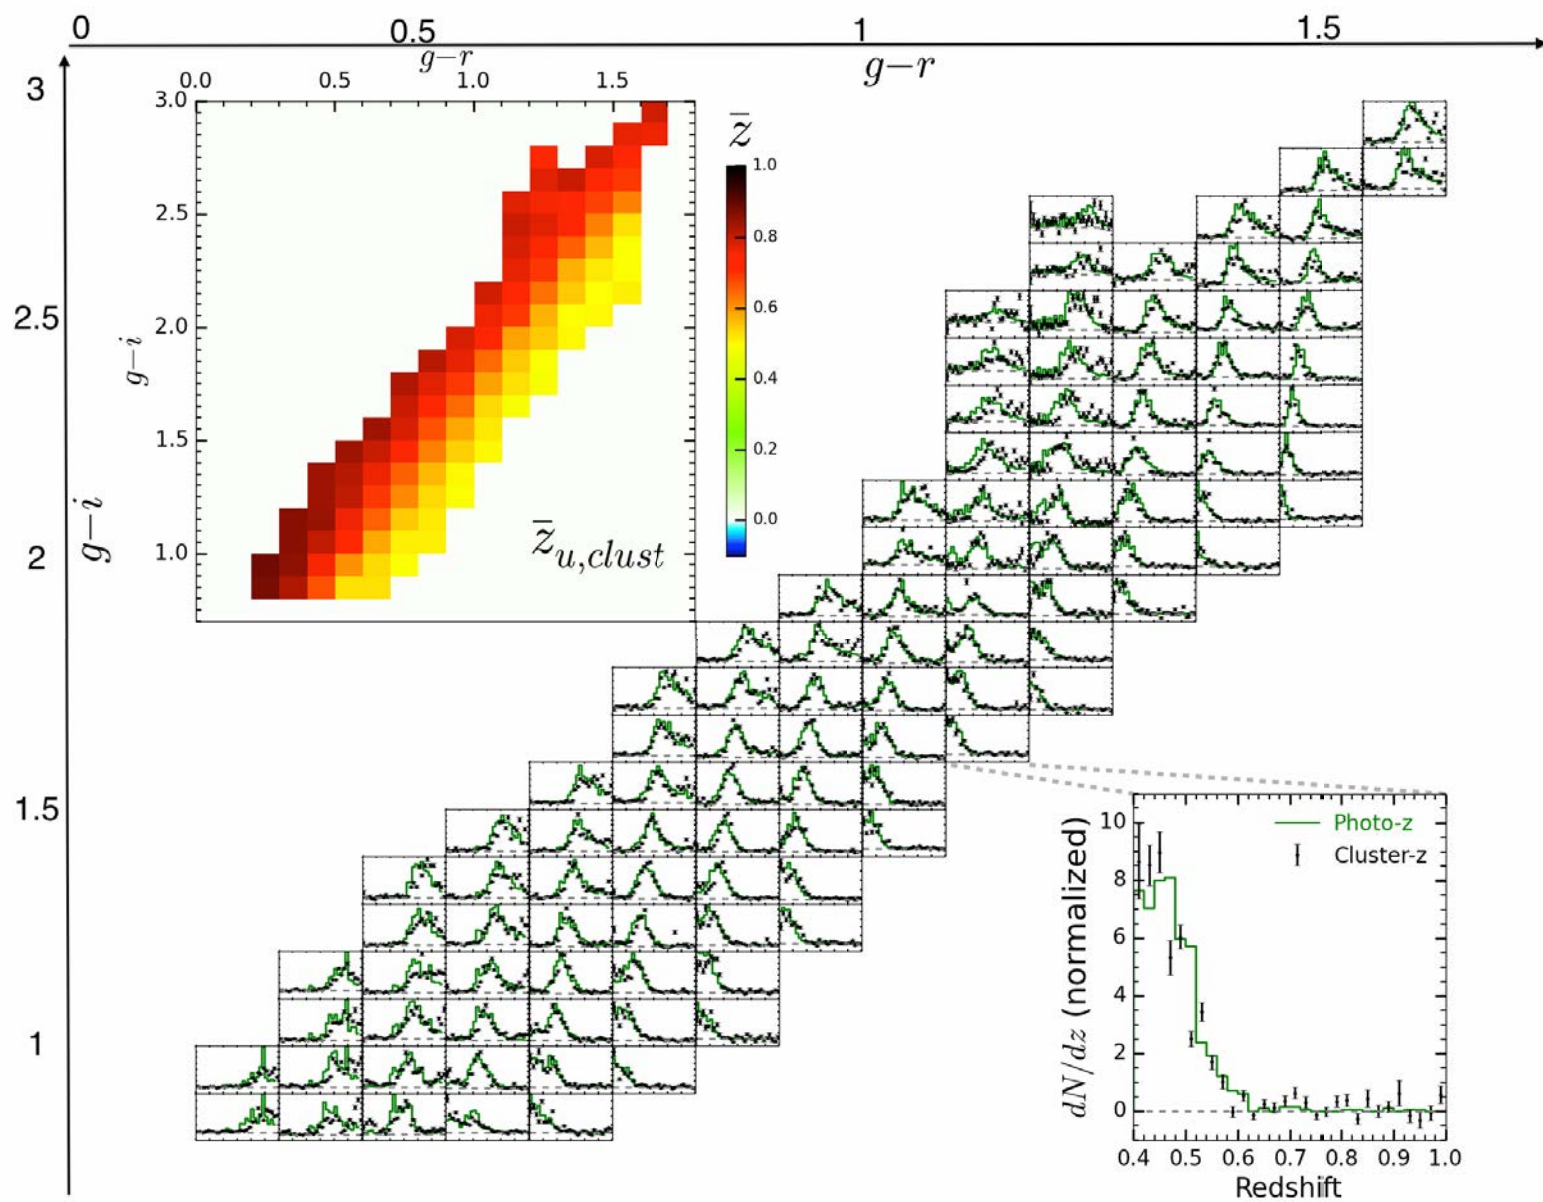 0 0.5 1 1.5
g−r
g−r
3
2.5
2
1.5
1
g−i
0.0 0.5 1.0 1.5
3.0
2.5
2.0
1.5
1.0
g−i
z̄
1.0
0.8
0.6
0.4
0.2
0.0
z̄u,clust
Photo-z
Cluster-z
10
8
6
4
2
0
dN/dz (normalized)
0.4 0.5 0.6 0.7 0.8 0.9 1.0
Redshift